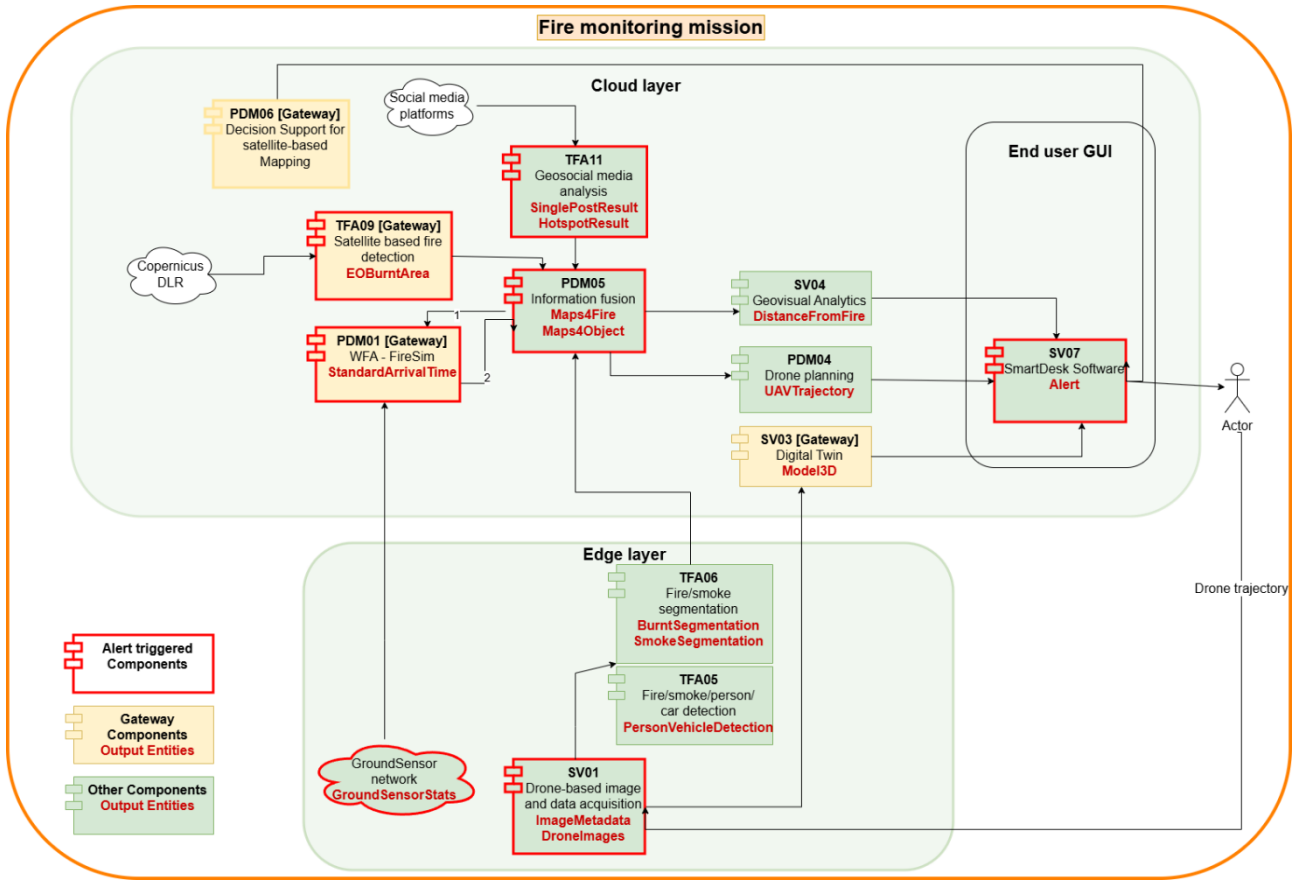 Fire monitoring mission
Cloud layer
PDM06 [Gateway]
Decision Support for
satellite-based
Mapping
Social media
platforms
TFA11
Geosocial media
analysis
SinglePostResult
HotspotResult
End user GUI
TFA09 [Gateway]
Satellite based fire
detection
EOBurntArea
Copernicus
DLR
PDM05
Information fusion
Maps4Fire
Maps4Object
1
2
PDM01 [Gateway]
WFA - FireSim
StandardArrivalTime
SV04
Geovisual Analytics
DistanceFromFire
PDM04
Drone planning
UAVTrajectory
SV03 [Gateway]
Digital Twin
Model3D
SV07
SmartDesk Software
Alert
Actor
Edge layer
TFA06
Fire/smoke
segmentation
BurntSegmentation
SmokeSegmentation
TFA05
Fire/smoke/person/
car detection
PersonVehicleDetection
Drone trajectory
GroundSensor
network
GroundSensorStats
SV01
Drone-based image
and data acquisition
ImageMetadata
DroneImages
Alert triggered
Components
Gateway
Components
Output Entities
Other Components
Output Entities